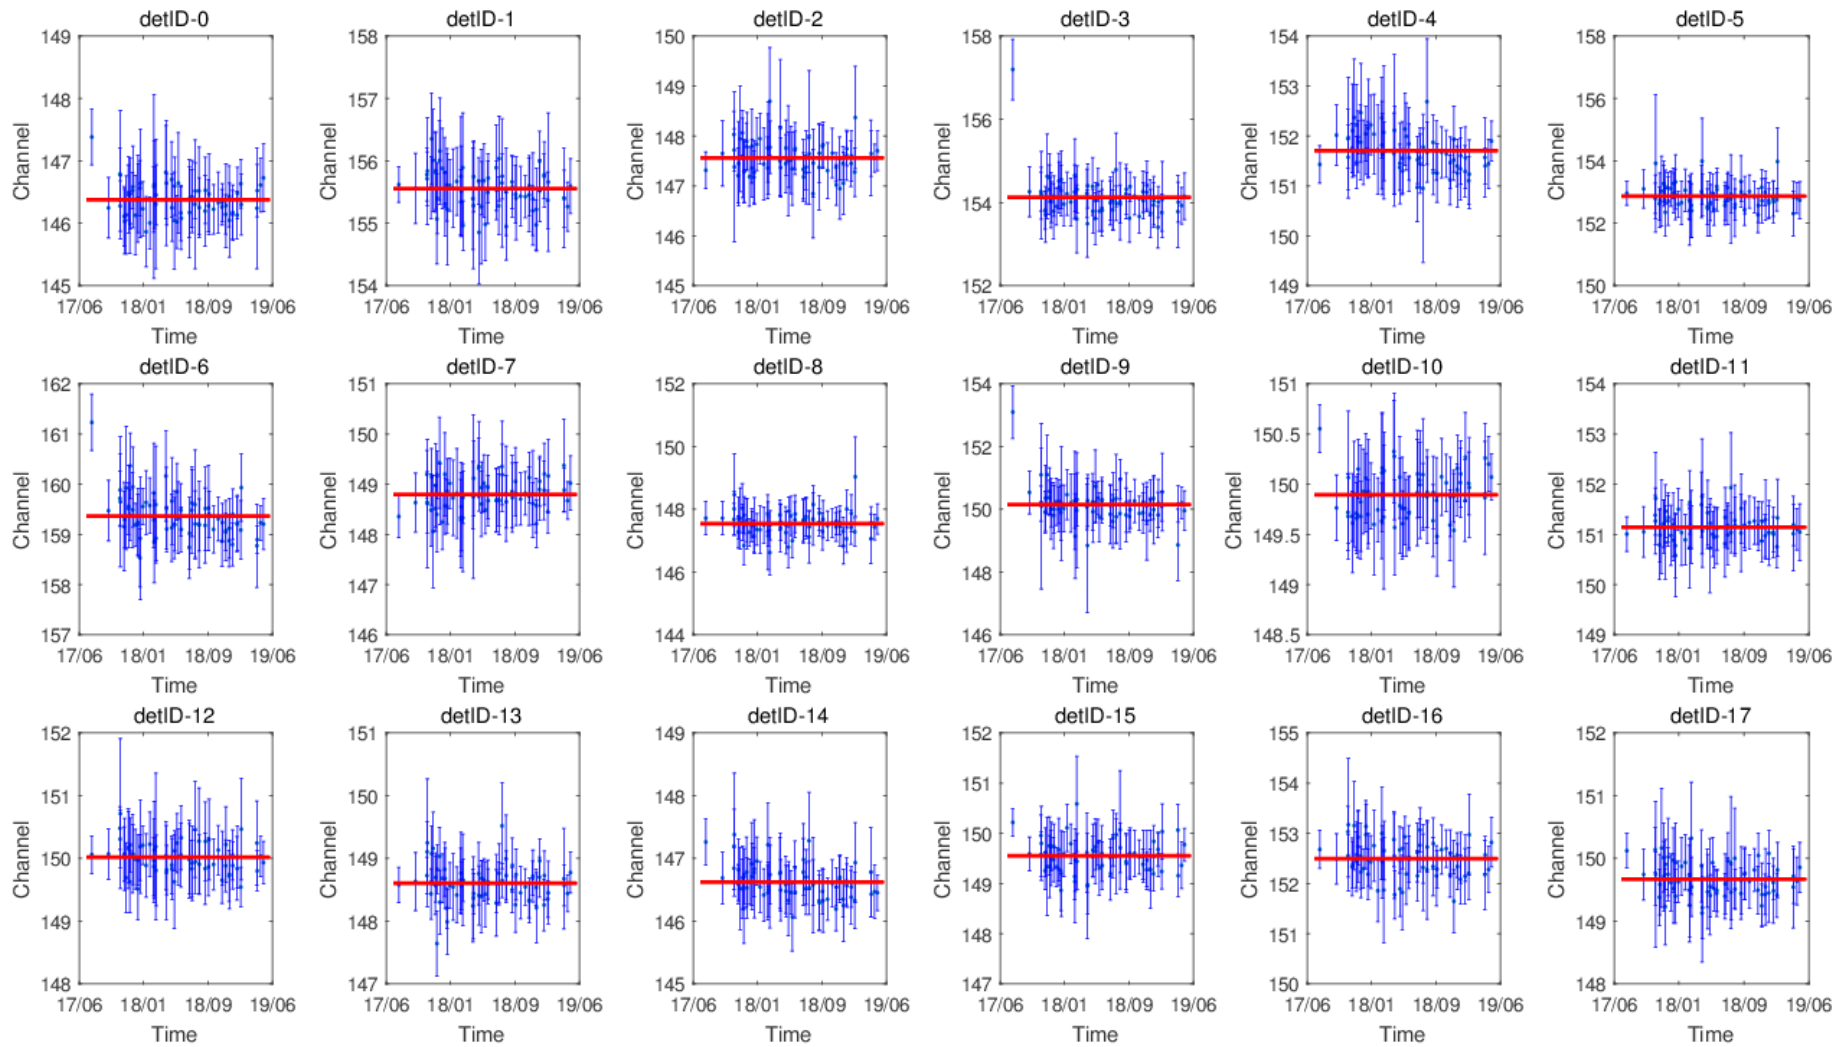 detID-0 detID-1 detID-2 detID-3 detID-4 detID-5
149 158 150 158 154 158
148 157 149 156 153 156
147 156 148 154 152 154
146 155 147 152 151 152
145 154 146 150 150
145 149
Channel Channel Channel Channel Channel Channel
17/06 18/01 18/09 19/06 17/06 18/01 18/09 19/06 17/06 18/01 18/09 19/06 17/06 18/01 18/09 19/06 17/06 18/01 18/09 19/06 17/06 18/01 18/09 19/06
Time Time Time Time Time Time
detID-6 detID-7 detID-8 detID-9 detID-10 detID-11
162 151 152 154 151 154
161 150 150 152 150.5 153
160 149 148 150 150 152
159 148 146 148 149.5 151
158 147 144 146 149 150
157 146 148.5 149
Channel Channel Channel Channel Channel Channel
17/06 18/01 18/09 19/06 17/06 18/01 18/09 19/06 17/06 18/01 18/09 19/06 17/06 18/01 18/09 19/06 17/06 18/01 18/09 19/06 17/06 18/01 18/09 19/06
Time Time Time Time Time Time
detID-12 detID-13 detID-14 detID-15 detID-16 detID-17
152 151 149 152 155 152
151 150 148 151 154 151
150 149 147 150 153 150
149 148 146 149 152 149
148 147 145 148 151 148
147 150
Channel Channel Channel Channel Channel Channel
17/06 18/01 18/09 19/06 17/06 18/01 18/09 19/06 17/06 18/01 18/09 19/06 17/06 18/01 18/09 19/06 17/06 18/01 18/09 19/06 17/06 18/01 18/09 19/06
Time Time Time Time Time Time